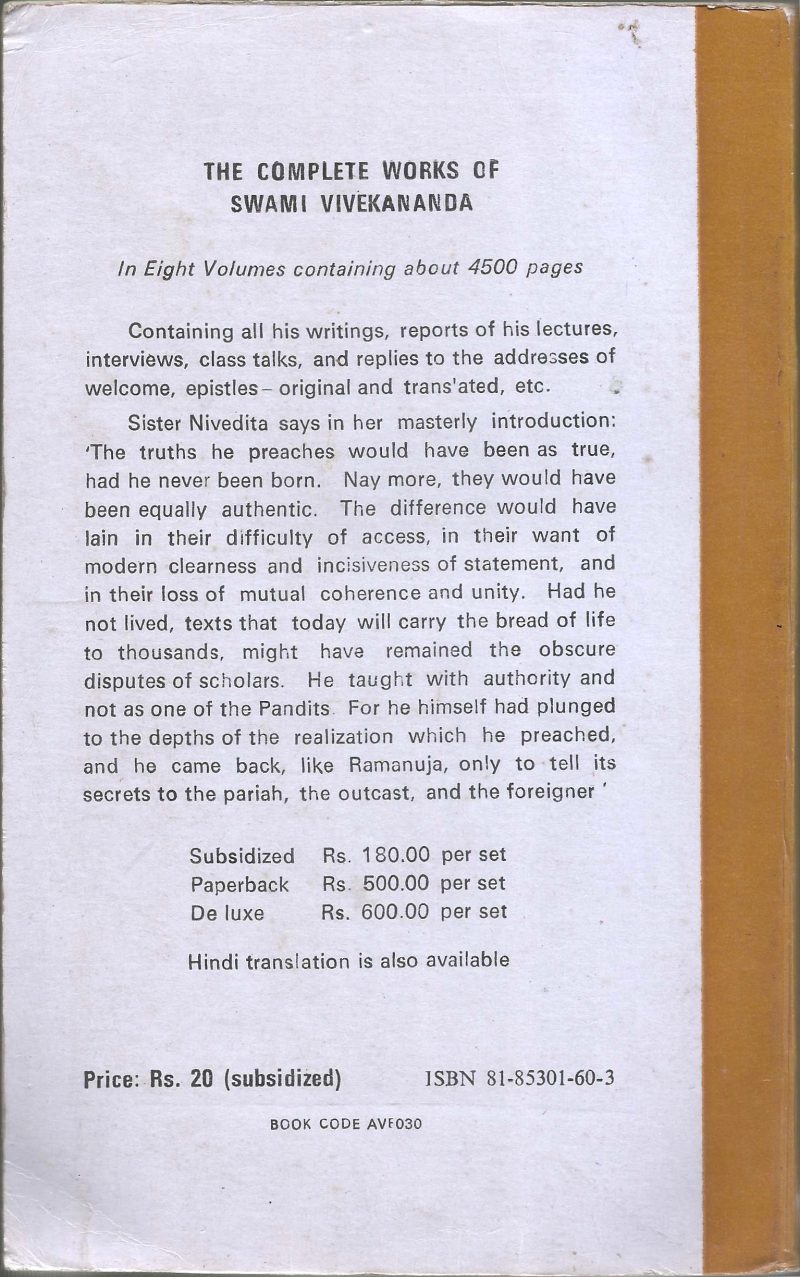 THE COMPLETE WORKS OF
SWAMI VIVEKANANDA
In Eight Volumes containing about 4500 pages
Containing all his writings, reports of his lectures,
interviews, class talks, and replies to the addresses of
welcome, epistles – original and trans'ated, etc.
Sister Nivedita says in her masterly introduction:
'The truths he preaches would have been as true,
had he never been born. Nay more, they would have
been equally authentic. The difference would have
lain in their difficulty of access, in their want of
modern clearness and incisiveness of statement, and
in their loss of mutual coherence and unity. Had he
not lived, texts that today will carry the bread of life
to thousands, might have remained the obscure
disputes of scholars. He taught with authority and
not as one of the Pandits. For he himself had plunged
to the depths of the realization which he preached,
and he came back, like Ramanuja, only to tell its
secrets to the pariah, the outcast, and the foreigner '
Subsidized Rs. 180.00 per set
Paperback Rs. 500.00 per set
De luxe Rs. 600.00 per set
Hindi translation is also available
Price: Rs. 20 (subsidized) ISBN 81-85301-60-3
BOOK CODE AVF030